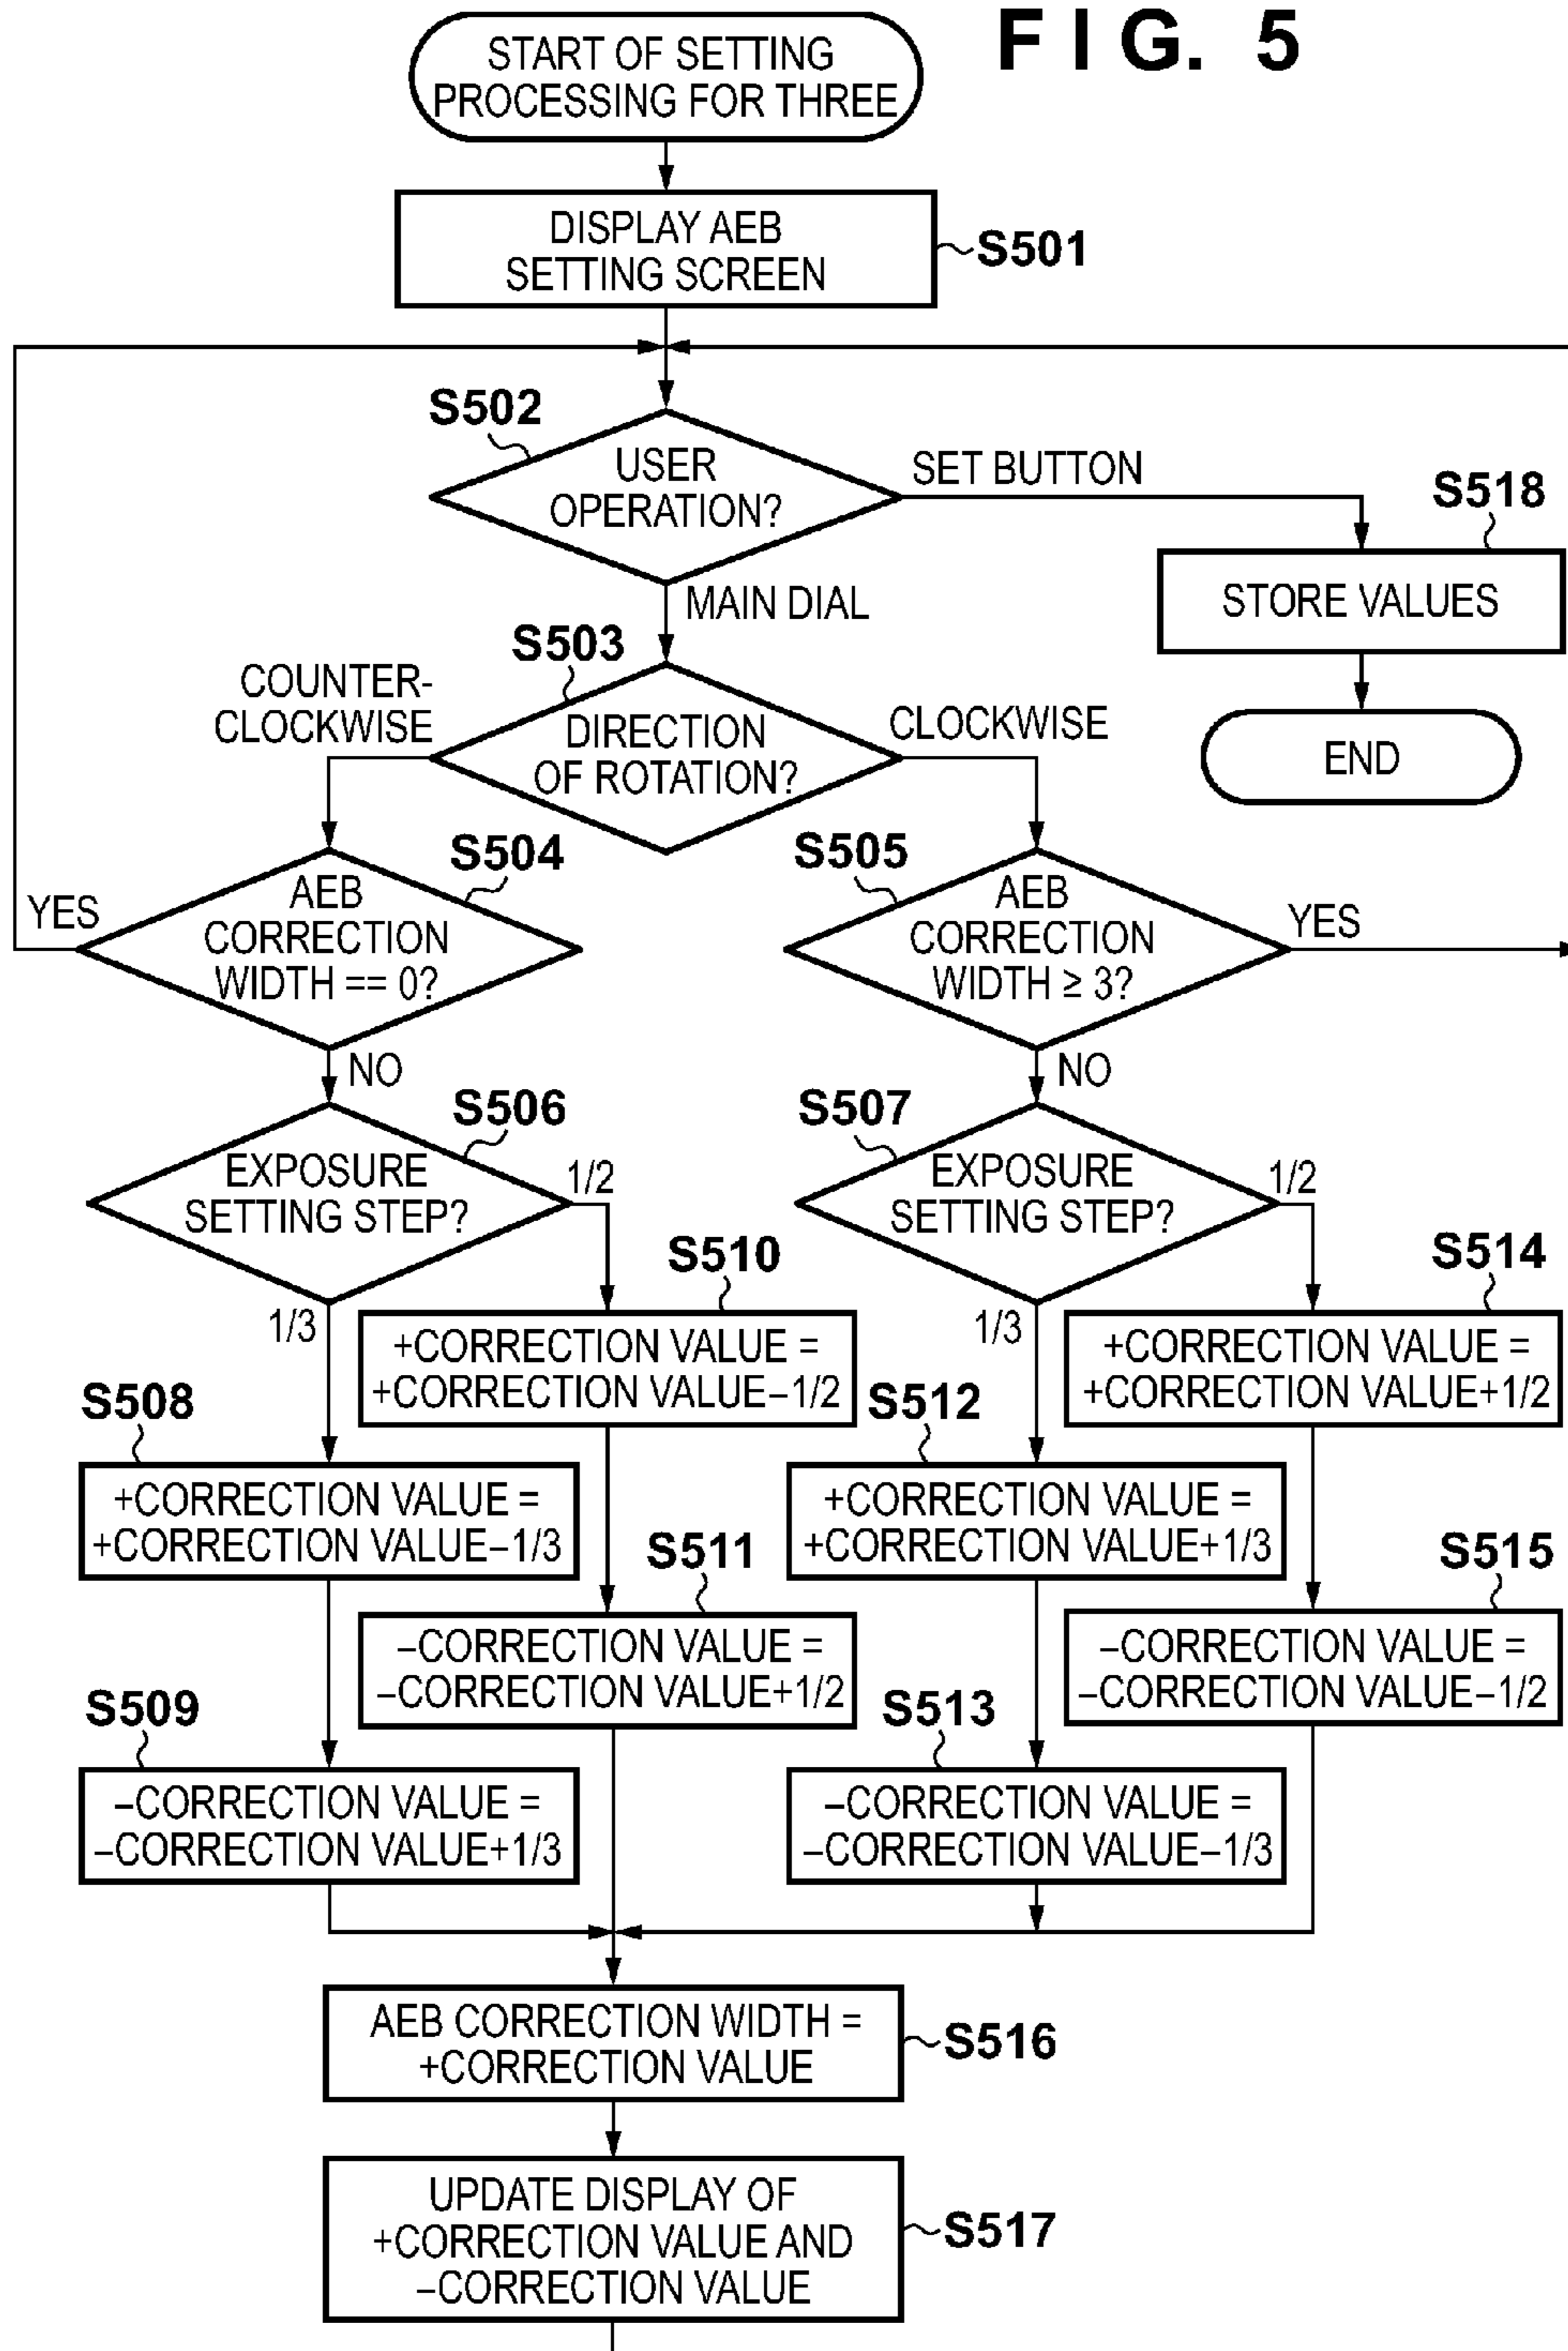 FIG. 5
START OF SETTING
PROCESSING FOR THREE
DISPLAY AEB
SETTING SCREEN
S501
S502
USER
OPERATION?
SET BUTTON
S518
STORE VALUES
END
MAIN DIAL
S503
DIRECTION
OF ROTATION?
COUNTER-
CLOCKWISE
CLOCKWISE
S504
AEB
CORRECTION
WIDTH == 0?
YES
NO
S505
AEB
CORRECTION
WIDTH ≥ 3?
YES
NO
S506
EXPOSURE
SETTING STEP?
1/2
1/3
S507
EXPOSURE
SETTING STEP?
1/2
1/3
S510
+CORRECTION VALUE =
+CORRECTION VALUE−1/2
S514
+CORRECTION VALUE =
+CORRECTION VALUE+1/2
S508
+CORRECTION VALUE =
+CORRECTION VALUE−1/3
S512
+CORRECTION VALUE =
+CORRECTION VALUE+1/3
S511
−CORRECTION VALUE =
−CORRECTION VALUE+1/2
S515
−CORRECTION VALUE =
−CORRECTION VALUE−1/2
S509
−CORRECTION VALUE =
−CORRECTION VALUE+1/3
S513
−CORRECTION VALUE =
−CORRECTION VALUE−1/3
AEB CORRECTION WIDTH =
+CORRECTION VALUE
S516
UPDATE DISPLAY OF
+CORRECTION VALUE AND
−CORRECTION VALUE
S517